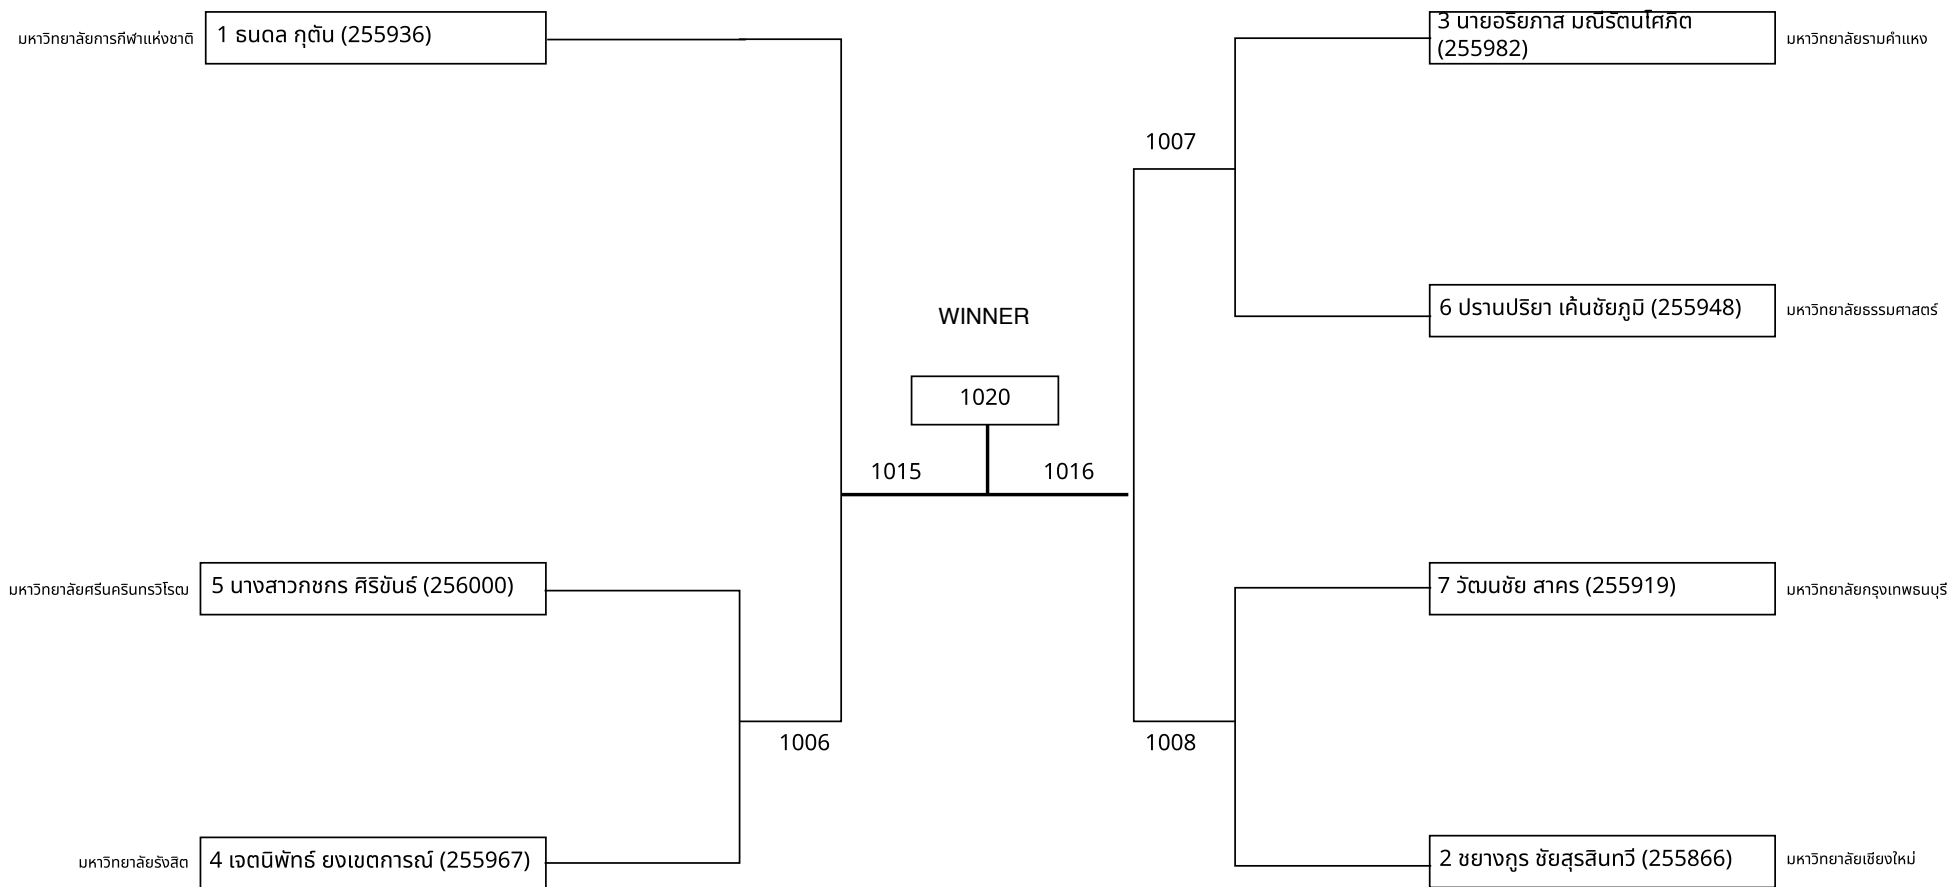 มหาวิทยาลัยการกีฬาแห่งชาติ
1 ธนดล กุตัน (255936)
3 นายอริยภาส มณีรัตนโศภิต
(255982)
มหาวิทยาลัยรามคำแหง
1007
6 ปรานปริยา เค้นชัยภูมิ (255948)
มหาวิทยาลัยธรรมศาสตร์
WINNER
1020
1015
1016
มหาวิทยาลัยศรีนครินทรวิโรฒ
5 นางสาวกชกร ศิริขันธ์ (256000)
7 วัฒนชัย สาคร (255919)
มหาวิทยาลัยกรุงเทพธนบุรี
1006
1008
มหาวิทยาลัยรังสิต
4 เจตนิพัทธ์ ยงเขตการณ์ (255967)
2 ชยางกูร ชัยสุรสินทวี (255866)
มหาวิทยาลัยเชียงใหม่